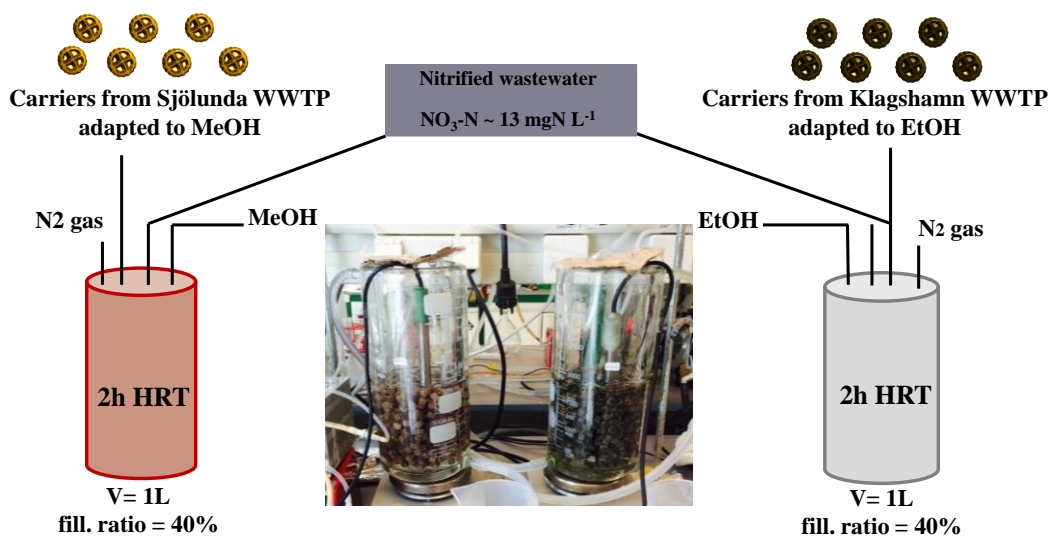 Carriers from Sjölunda WWTP
adapted to MeOH
Nitrified wastewater
NO₃-N ~ 13 mgN L⁻¹
Carriers from Klagshamn WWTP
adapted to EtOH
N2 gas
MeOH
EtOH
N2 gas
2h HRT
2h HRT
V= 1L
fill. ratio = 40%
V= 1L
fill. ratio = 40%